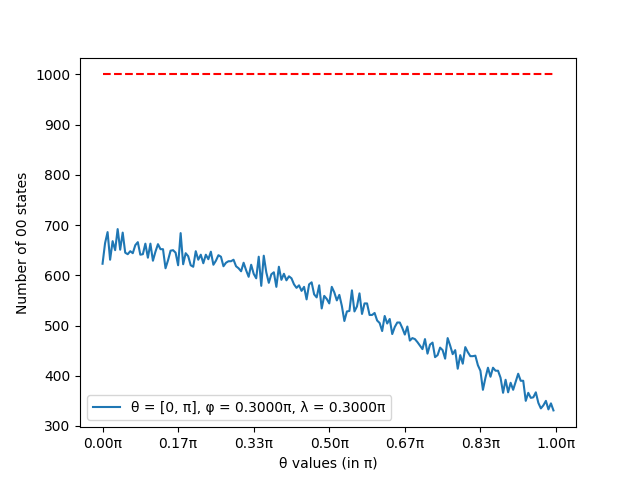 1000
900
800
700
600
500
400
300
Number of 00 states
θ = [0, π], φ = 0.3000π, λ = 0.3000π
0.00π 0.17π 0.33π 0.50π 0.67π 0.83π 1.00π
θ values (in π)